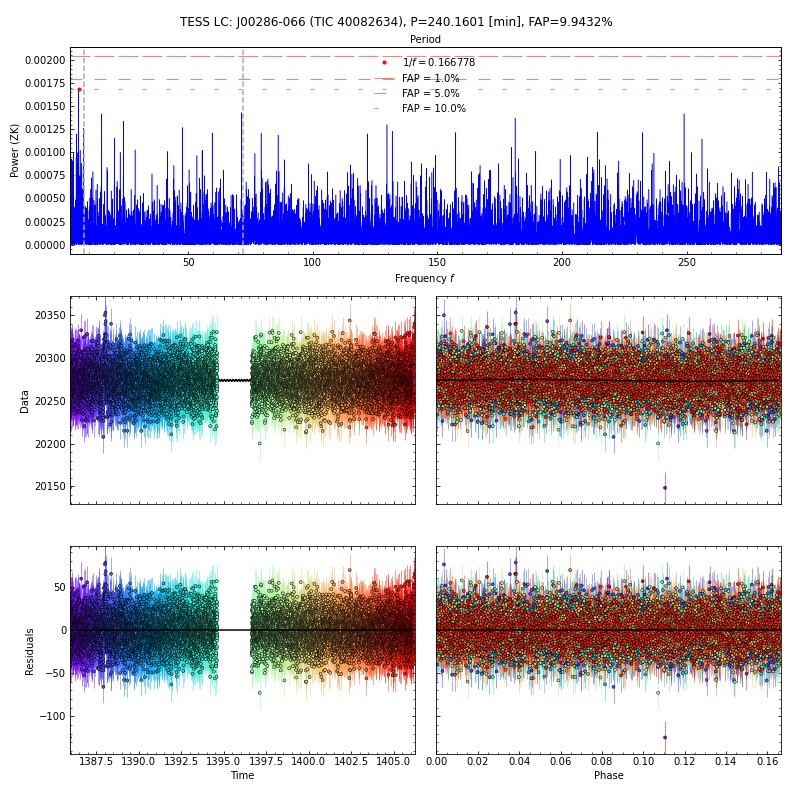 TESS LC: J00286-066 (TIC 40082634), P=240.1601 [min], FAP=9.9432%
Period
0.00200
0.00175
0.00150
0.00125
0.00100
0.00075
0.00050
0.00025
0.00000
Power (ZK)
1/f = 0.166778
FAP = 1.0%
FAP = 5.0%
FAP = 10.0%
50 100 150 200 250
Frequency f
20350
20300
20250
20200
20150
Data
50
0
−50
−100
Residuals
1387.5 1390.0 1392.5 1395.0 1397.5 1400.0 1402.5 1405.0
Time
0.00 0.02 0.04 0.06 0.08 0.10 0.12 0.14 0.16
Phase